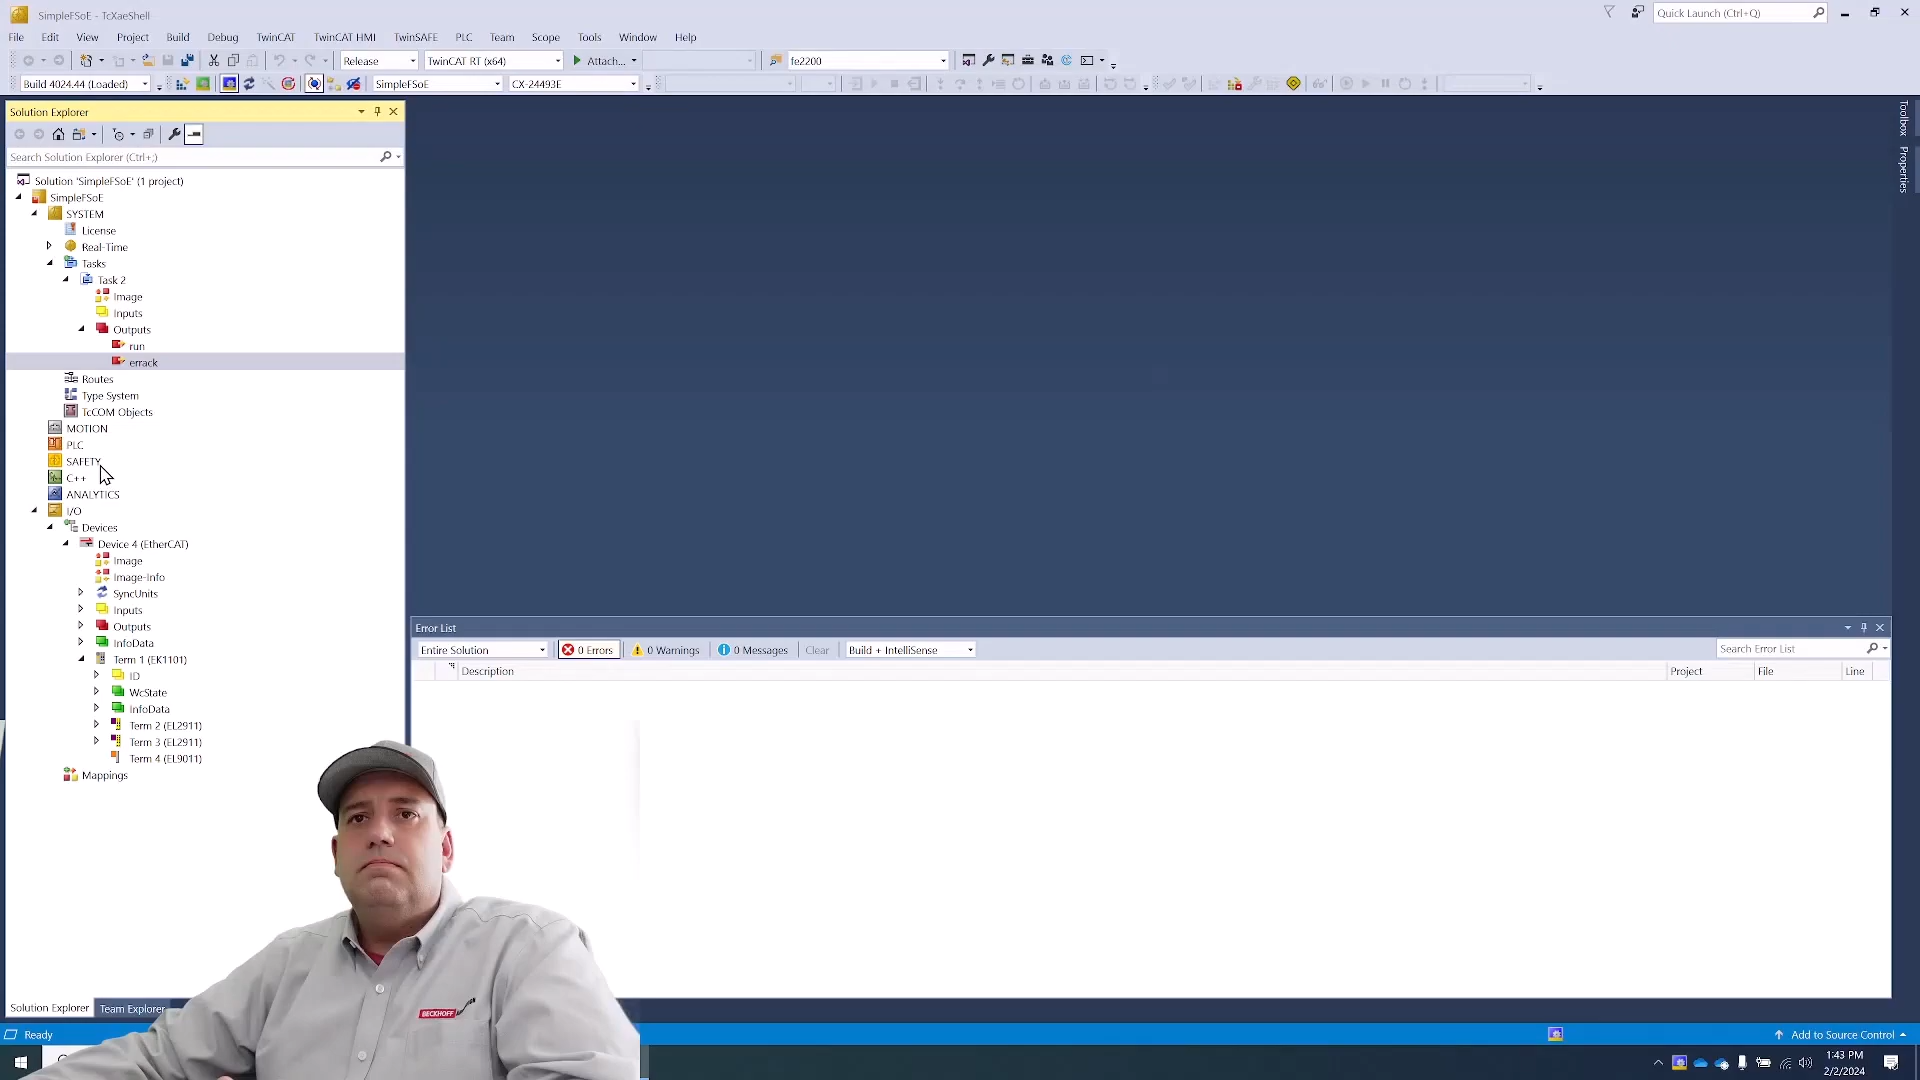 SimpleFSoE - TcXaeShell
Quick Launch (Ctrl+Q)
File Edit View Project Build Debug TwinCAT TwinCAT HMI TwinSAFE PLC Team Scope Tools Window Help
Release TwinCAT RT (x64) Attach... fe2200
Build 4024.44 (Loaded) SimpleFSoE CX-24493E
Solution Explorer
Search Solution Explorer (Ctrl+;)
Solution 'SimpleFSoE' (1 project)
SimpleFSoE
SYSTEM
License
Real-Time
Tasks
Task 2
Image
Inputs
Outputs
run
errack
Routes
Type System
TcCOM Objects
MOTION
PLC
SAFETY
C++
ANALYTICS
I/O
Devices
Device 4 (EtherCAT)
Image
Image-Info
SyncUnits
Inputs
Outputs
InfoData
Term 1 (EK1101)
ID
WcState
InfoData
Term 2 (EL2911)
Term 3 (EL2911)
Term 4 (EL9011)
Mappings
Solution Explorer Team Explorer
Toolbox
Properties
Error List
Entire Solution 0 Errors 0 Warnings 0 Messages Clear Build + IntelliSense Search Error List
Description Project File Line
BECKHOFF
Ready
Add to Source Control
1:43 PM
2/2/2024